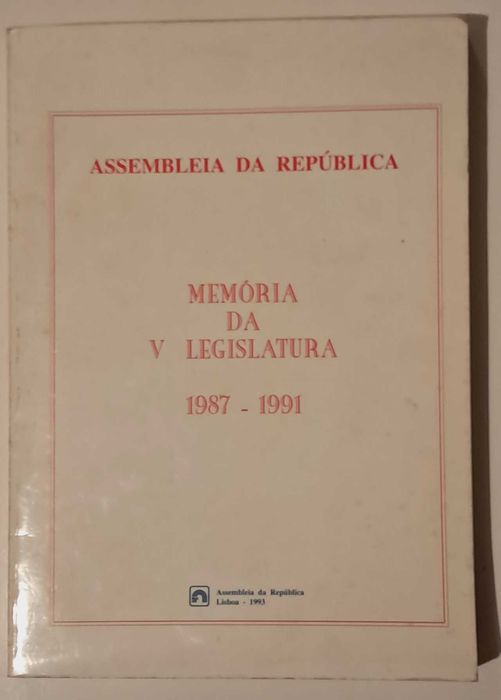 ASSEMBLEIA DA REPÚBLICA
MEMÓRIA
DA
V LEGISLATURA
1987 - 1991
Assembleia da República
Lisboa - 1993